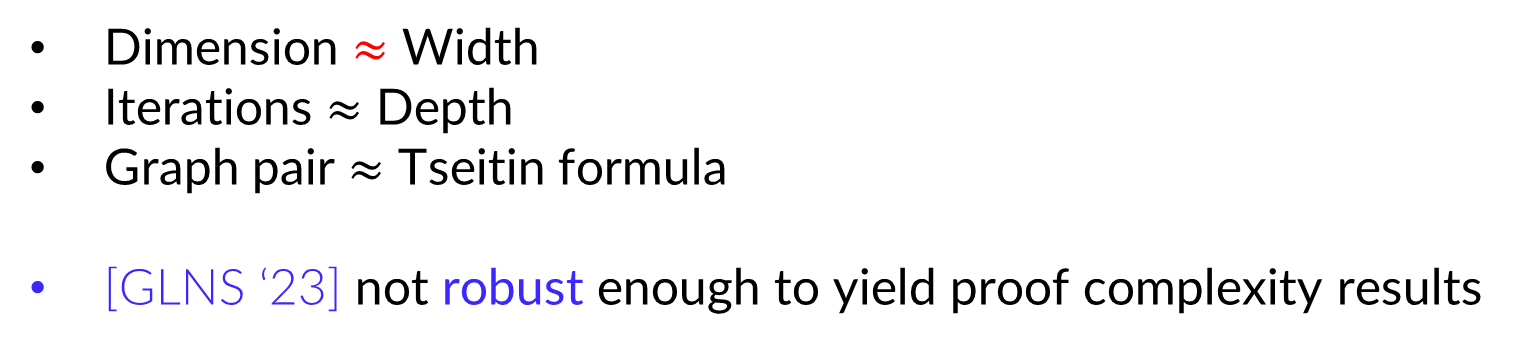 • Dimension ≈ Width
• Iterations ≈ Depth
• Graph pair ≈ Tseitin formula
• [GLNS ‘23] not robust enough to yield proof complexity results